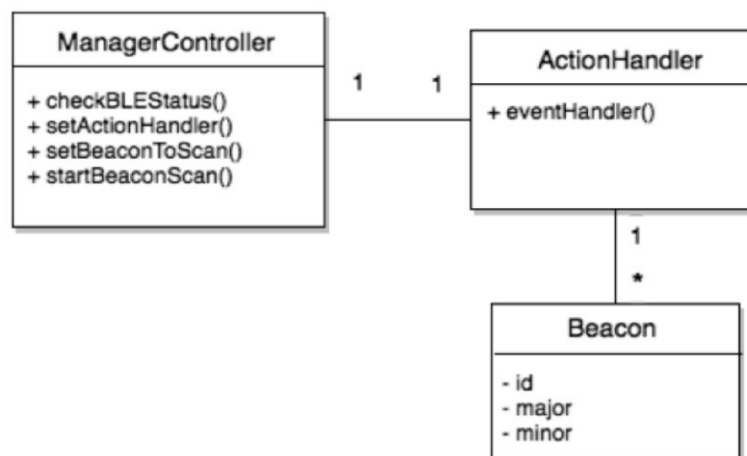 ManagerController
+ checkBLEStatus()
+ setActionHandler()
+ setBeaconToScan()
+ startBeaconScan()
1 1
ActionHandler
+ eventHandler()
1
*
Beacon
- id
- major
- minor